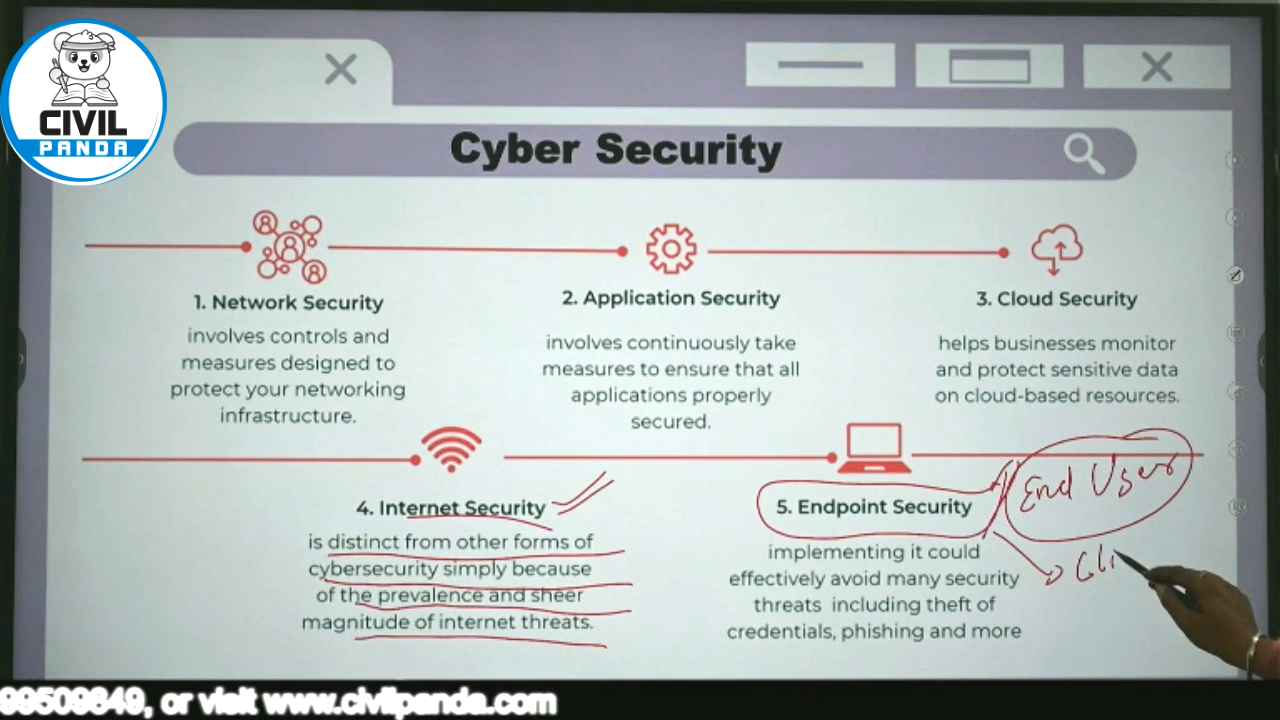 CIVIL
PANDA
Cyber Security
1. Network Security
involves controls and
measures designed to
protect your networking
infrastructure.
2. Application Security
involves continuously take
measures to ensure that all
applications properly
secured.
3. Cloud Security
helps businesses monitor
and protect sensitive data
on cloud-based resources.
4. Internet Security
is distinct from other forms of
cybersecurity simply because
of the prevalence and sheer
magnitude of internet threats.
5. Endpoint Security
implementing it could
effectively avoid many security
threats including theft of
credentials, phishing and more
End User
Cli
99509849, or visit www.civilpanda.com